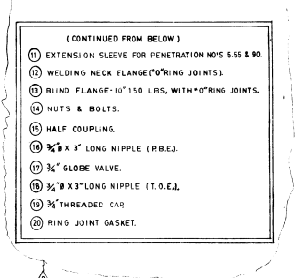 (CONTINUED FROM BELOW)
11 EXTENSION SLEEVE FOR PENETRATION NO'S 6.55 & 90.
12 WELDING NECK FLANGE ("O"RING JOINTS).
13 BLIND FLANGE-10" 150 LBS, WITH "O"RING JOINTS.
14 NUTS & BOLTS.
15 HALF COUPLING.
16 ¾"Ø X 3" LONG NIPPLE (P.B.E.).
17 ¾" GLOBE VALVE.
18 ¾"Ø X 3" LONG NIPPLE (T.O.E.).
19 ¾" THREADED CAP.
20 RING JOINT GASKET.